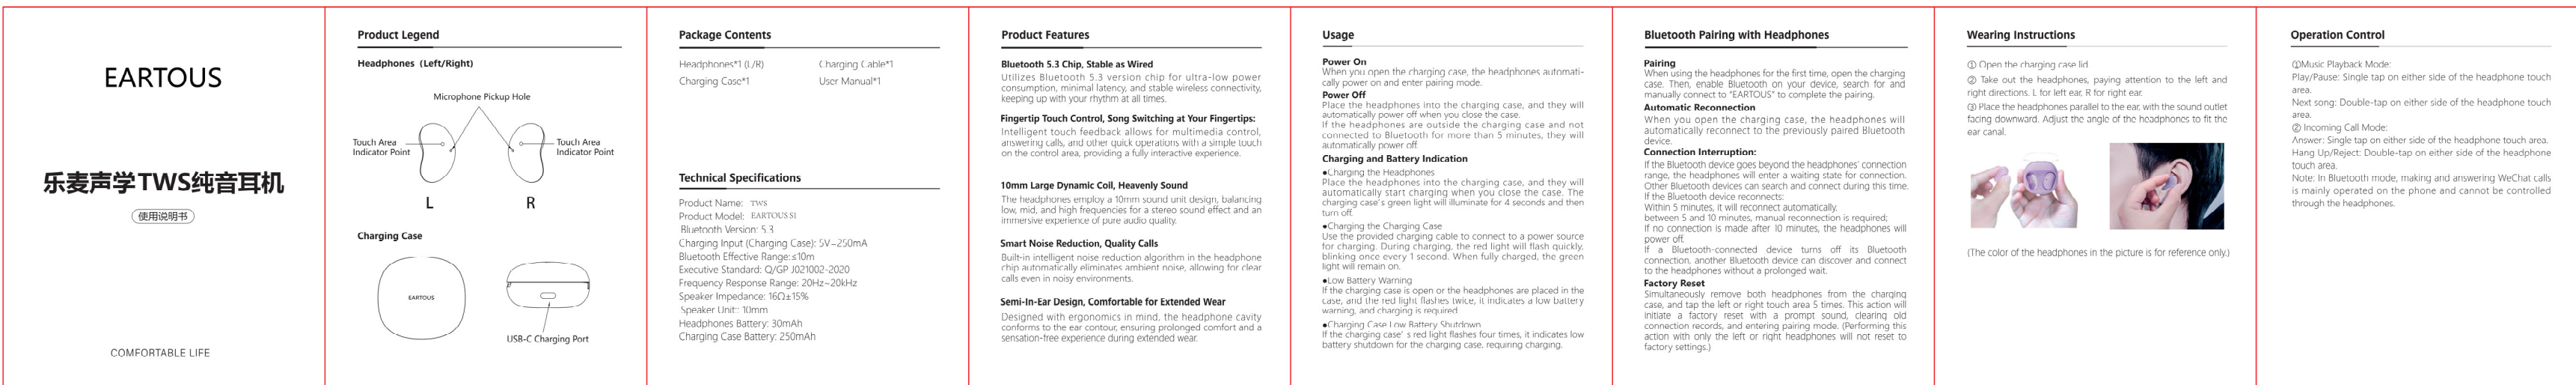 EARTOUS
乐麦声学TWS纯音耳机
使用说明书
COMFORTABLE LIFE
Product Legend
Headphones (Left/Right)
Microphone Pickup Hole
Touch Area
Indicator Point
Touch Area
Indicator Point
L
R
Charging Case
EARTOUS
USB-C Charging Port
Package Contents
Headphones*1 (L/R)
Charging Cable*1
Charging Case*1
User Manual*1
Technical Specifications
Product Name: TWS
Product Model: EARTOUS S1
Bluetooth Version: 5.3
Charging Input (Charging Case): 5V⎓250mA
Bluetooth Effective Range:≤10m
Executive Standard: Q/GP J021002-2020
Frequency Response Range: 20Hz~20kHz
Speaker Impedance: 16Ω±15%
Speaker Unit:: 10mm
Headphones Battery: 30mAh
Charging Case Battery: 250mAh
Product Features
Bluetooth 5.3 Chip, Stable as Wired
Utilizes Bluetooth 5.3 version chip for ultra-low power
consumption, minimal latency, and stable wireless connectivity,
keeping up with your rhythm at all times.
Fingertip Touch Control, Song Switching at Your Fingertips:
Intelligent touch feedback allows for multimedia control,
answering calls, and other quick operations with a simple touch
on the control area, providing a fully interactive experience.
10mm Large Dynamic Coil, Heavenly Sound
The headphones employ a 10mm sound unit design, balancing
low, mid, and high frequencies for a stereo sound effect and an
immersive experience of pure audio quality.
Smart Noise Reduction, Quality Calls
Built-in intelligent noise reduction algorithm in the headphone
chip automatically eliminates ambient noise, allowing for clear
calls even in noisy environments.
Semi-In-Ear Design, Comfortable for Extended Wear
Designed with ergonomics in mind, the headphone cavity
conforms to the ear contour, ensuring prolonged comfort and a
sensation-free experience during extended wear.
Usage
Power On
When you open the charging case, the headphones automati-
cally power on and enter pairing mode.
Power Off
Place the headphones into the charging case, and they will
automatically power off when you close the case.
If the headphones are outside the charging case and not
connected to Bluetooth for more than 5 minutes, they will
automatically power off.
Charging and Battery Indication
●Charging the Headphones
Place the headphones into the charging case, and they will
automatically start charging when you close the case. The
charging case's green light will illuminate for 4 seconds and then
turn off.
●Charging the Charging Case
Use the provided charging cable to connect to a power source
for charging. During charging, the red light will flash quickly,
blinking once every 1 second. When fully charged, the green
light will remain on.
●Low Battery Warning
If the charging case is open or the headphones are placed in the
case, and the red light flashes twice, it indicates a low battery
warning, and charging is required
●Charging Case Low Battery Shutdown
If the charging case' s red light flashes four times, it indicates low
battery shutdown for the charging case, requiring charging.
Bluetooth Pairing with Headphones
Pairing
When using the headphones for the first time, open the charging
case. Then, enable Bluetooth on your device, search for and
manually connect to "EARTOUS" to complete the pairing.
Automatic Reconnection
When you open the charging case, the headphones will
automatically reconnect to the previously paired Bluetooth
device.
Connection Interruption:
If the Bluetooth device goes beyond the headphones' connection
range, the headphones will enter a waiting state for connection.
Other Bluetooth devices can search and connect during this time.
If the Bluetooth device reconnects:
Within 5 minutes, it will reconnect automatically.
between 5 and 10 minutes, manual reconnection is required;
If no connection is made after 10 minutes, the headphones will
power off.
If a Bluetooth-connected device turns off its Bluetooth
connection, another Bluetooth device can discover and connect
to the headphones without a prolonged wait.
Factory Reset
Simultaneously remove both headphones from the charging
case, and tap the left or right touch area 5 times. This action will
initiate a factory reset with a prompt sound, clearing old
connection records, and entering pairing mode. (Performing this
action with only the left or right headphones will not reset to
factory settings.)
Wearing Instructions
① Open the charging case lid
② Take out the headphones, paying attention to the left and
right directions. L for left ear, R for right ear.
③ Place the headphones parallel to the ear, with the sound outlet
facing downward. Adjust the angle of the headphones to fit the
ear canal.
(The color of the headphones in the picture is for reference only.)
Operation Control
①Music Playback Mode:
Play/Pause: Single tap on either side of the headphone touch
area.
Next song: Double-tap on either side of the headphone touch
area.
② Incoming Call Mode:
Answer: Single tap on either side of the headphone touch area.
Hang Up/Reject: Double-tap on either side of the headphone
touch area.
Note: In Bluetooth mode, making and answering WeChat calls
is mainly operated on the phone and cannot be controlled
through the headphones.